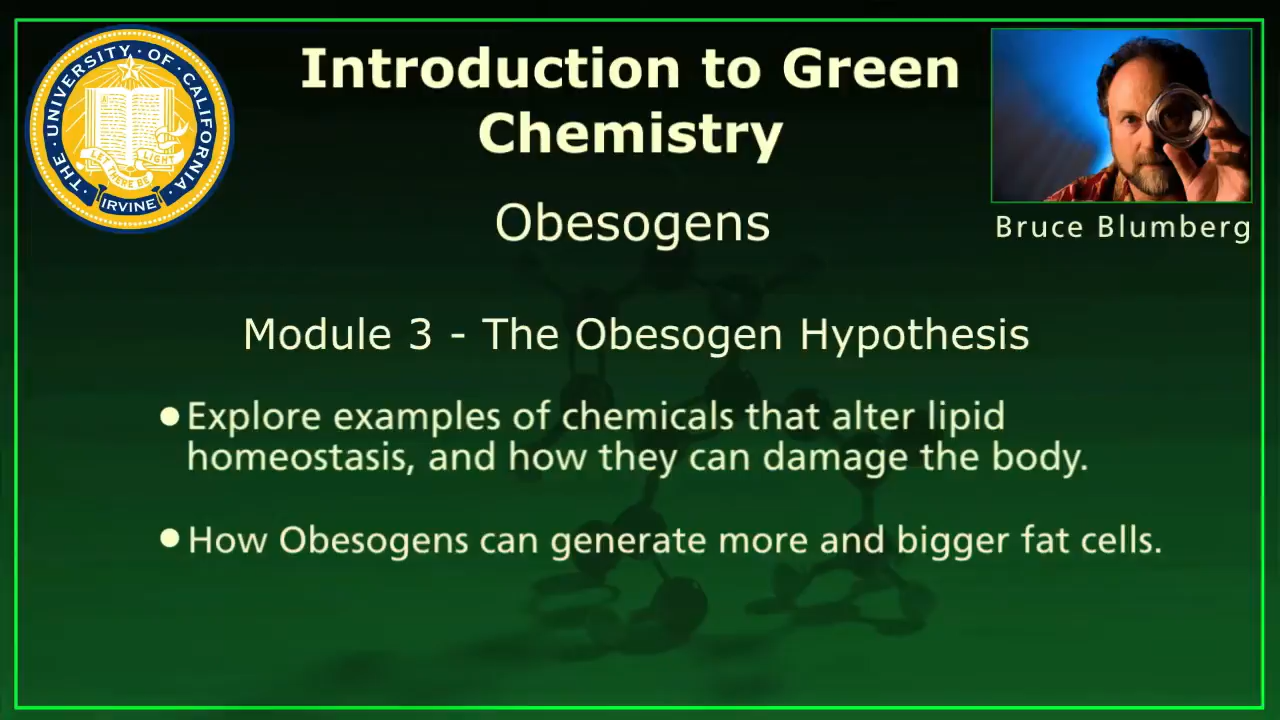 THE · UNIVERSITY · OF · CALIFORNIA ·
LET THERE BE LIGHT
IRVINE
Introduction to Green
Chemistry
Obesogens
Bruce Blumberg
Module 3 - The Obesogen Hypothesis
● Explore examples of chemicals that alter lipid
homeostasis, and how they can damage the body.
● How Obesogens can generate more and bigger fat cells.